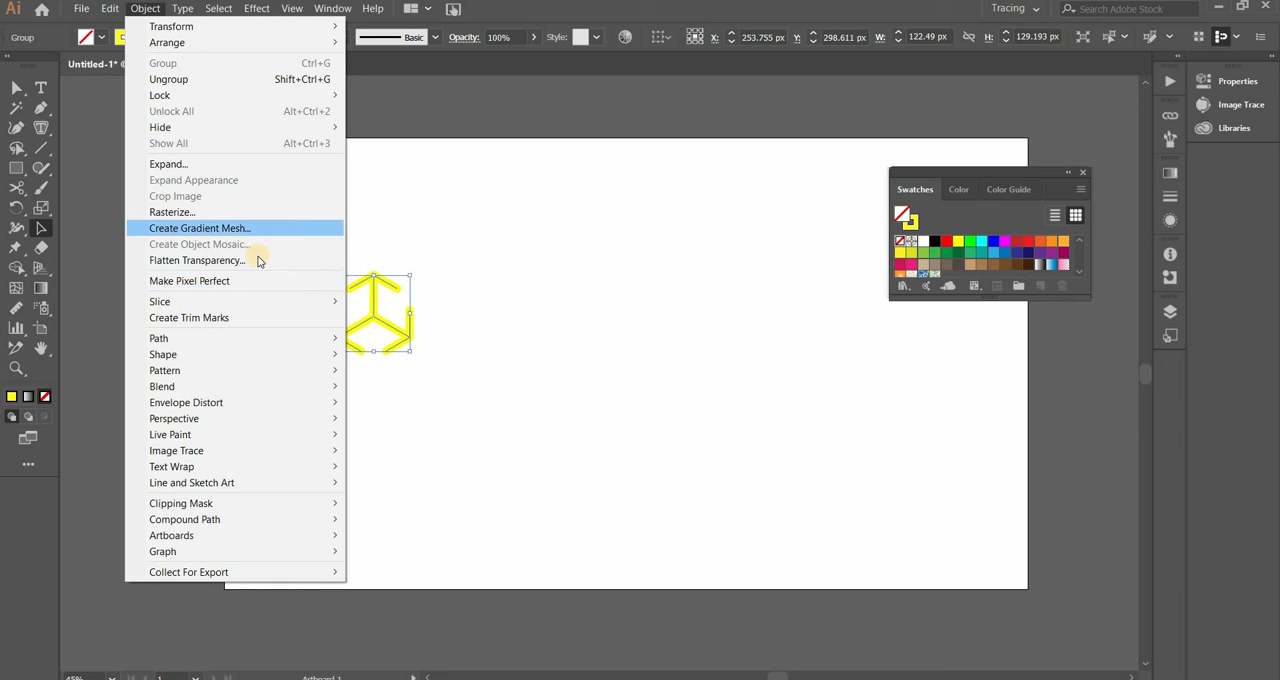 Ai File Edit Object Type Select Effect View Window Help Tracing Search Adobe Stock
Group Basic Opacity: 100% Style: X: 253.755 px Y: 298.611 px W: 122.49 px H: 129.193 px
Untitled-1*
Transform
Arrange
Group Ctrl+G
Ungroup Shift+Ctrl+G
Lock
Unlock All Alt+Ctrl+2
Hide
Show All Alt+Ctrl+3
Expand...
Expand Appearance
Crop Image
Rasterize...
Create Gradient Mesh...
Create Object Mosaic...
Flatten Transparency...
Make Pixel Perfect
Slice
Create Trim Marks
Path
Shape
Pattern
Blend
Envelope Distort
Perspective
Live Paint
Image Trace
Text Wrap
Line and Sketch Art
Clipping Mask
Compound Path
Artboards
Graph
Collect For Export
Swatches Color Color Guide
Properties
Image Trace
Libraries
45% 1 Artboard 1